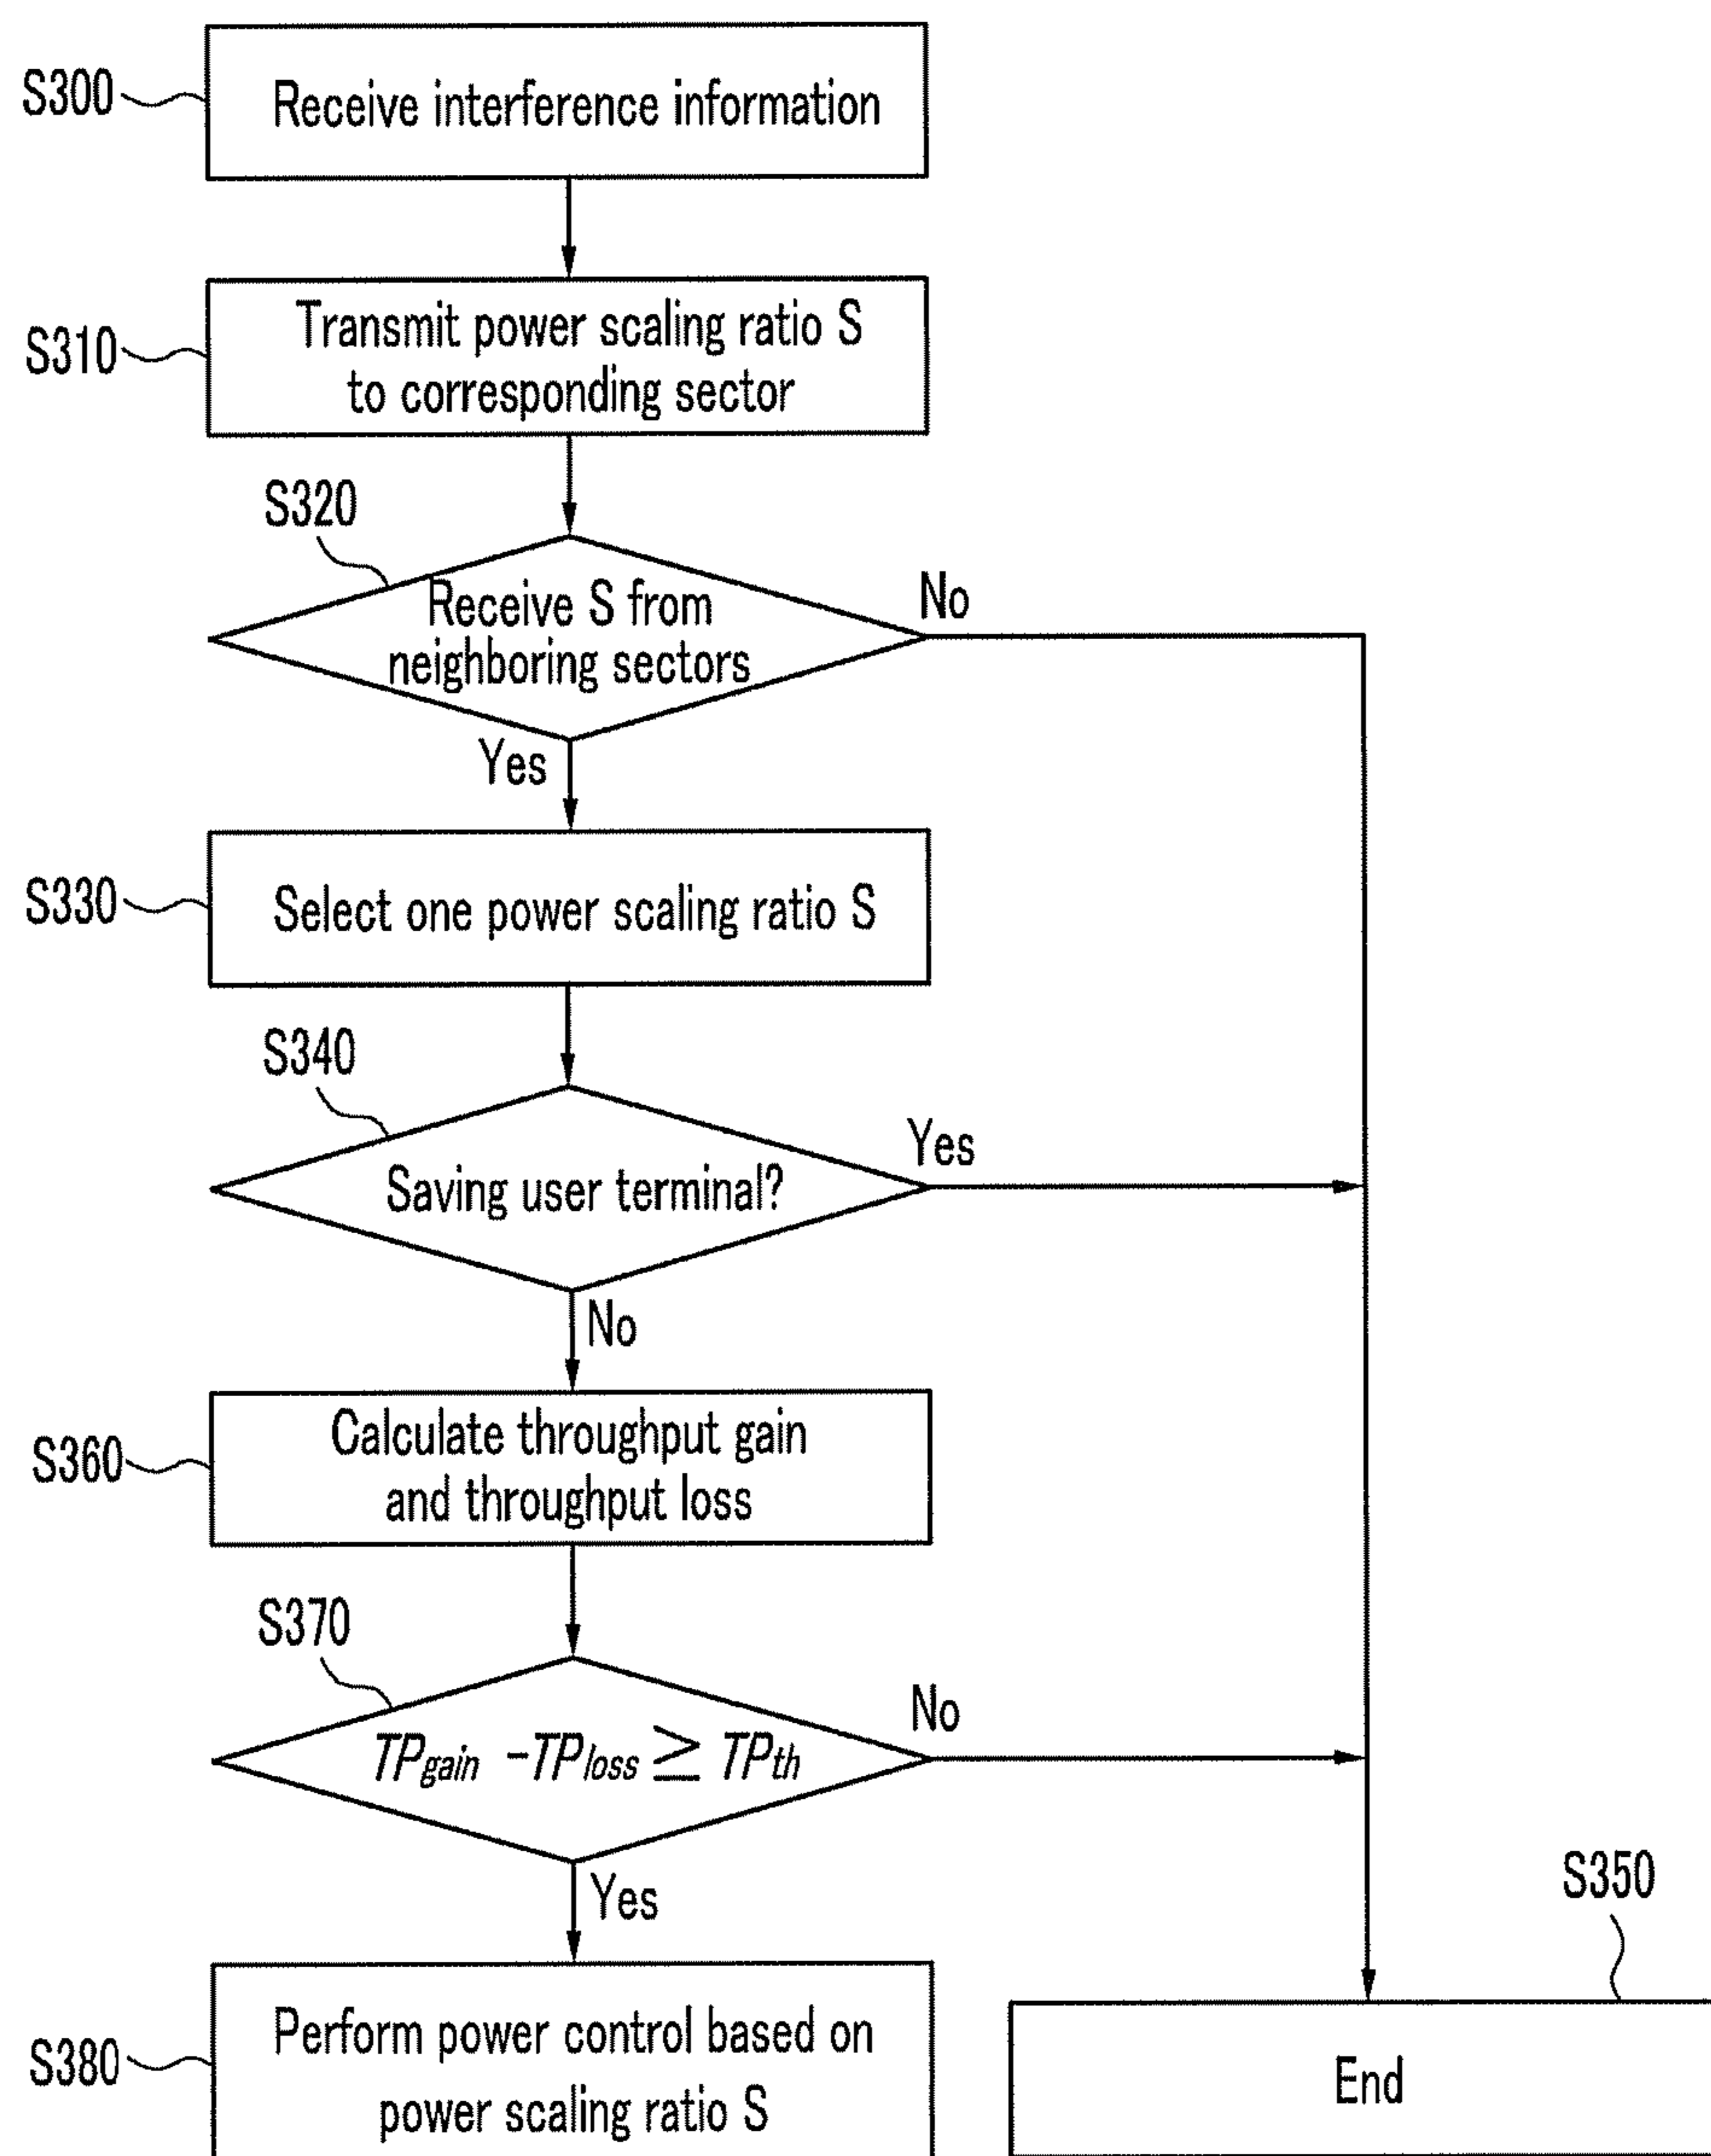 S300
Receive interference information
S310
Transmit power scaling ratio S
to corresponding sector
S320
Receive S from
neighboring sectors
No
Yes
S330
Select one power scaling ratio S
S340
Saving user terminal?
Yes
No
S360
Calculate throughput gain
and throughput loss
S370
TPgain -TPloss ≥ TPth
No
Yes
S350
S380
Perform power control based on
power scaling ratio S
End